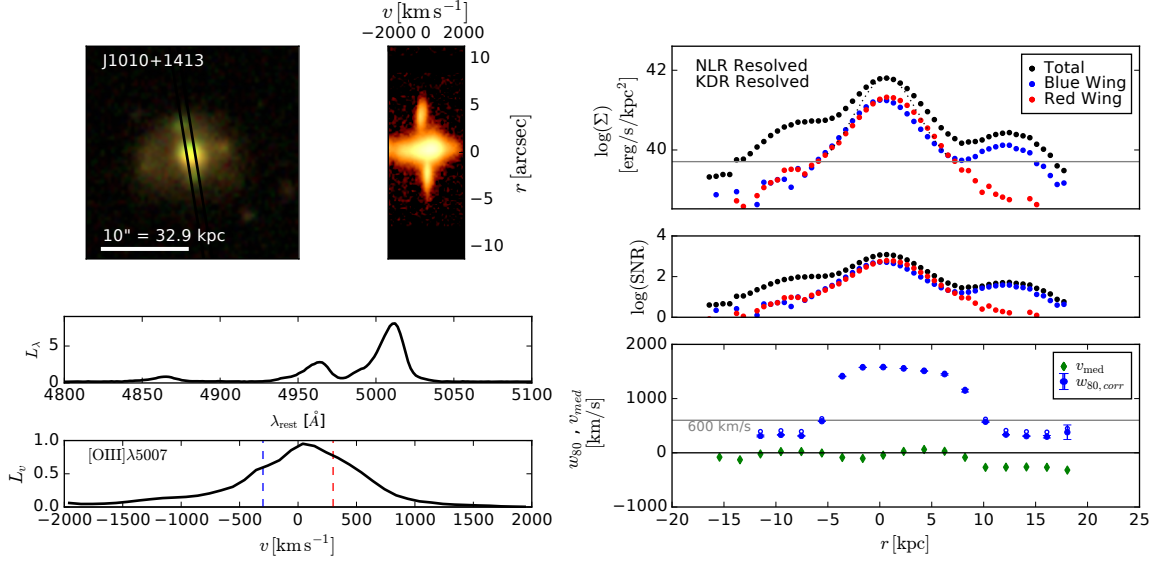 J1010+1413
10" = 32.9 kpc
v [km s⁻¹]
−2000 0 2000
10
5
0
−5
−10
r [arcsec]
L_λ
5
0
4800 4850 4900 4950 5000 5050 5100
λ_rest [Å]
[OIII]λ5007
L_v
1.0
0.5
0.0
−2000 −1500 −1000 −500 0 500 1000 1500 2000
v [km s⁻¹]
NLR Resolved
KDR Resolved
Total
Blue Wing
Red Wing
log(Σ)
[erg/s/kpc²]
42
40
log(SNR)
4
2
0
v_med
w_80,corr
600 km/s
w_80 , v_med
[km/s]
2000
1000
0
−1000
−20 −15 −10 −5 0 5 10 15 20 25
r [kpc]